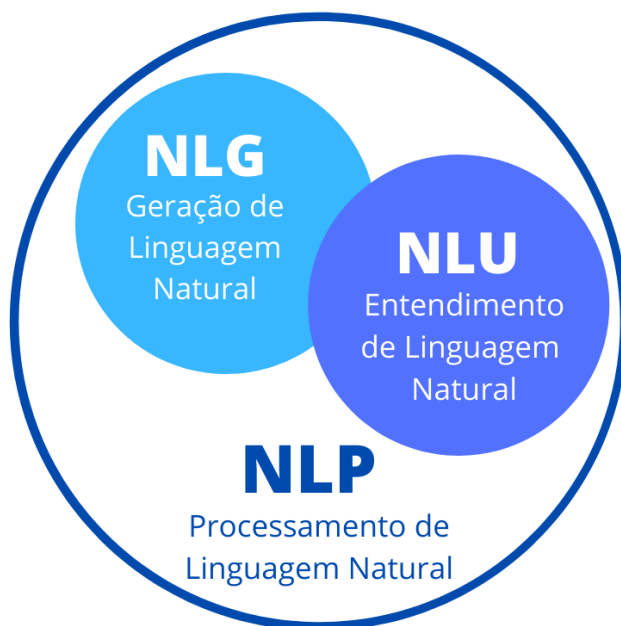 NLG
Geração de
Linguagem
Natural
NLU
Entendimento
de Linguagem
Natural
NLP
Processamento de
Linguagem Natural